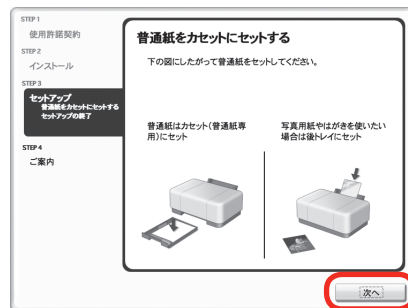 STEP 1
使用許諾契約
STEP 2
インストール
STEP 3
セットアップ
普通紙をカセットにセットする
セットアップの終了
STEP 4
ご案内
普通紙をカセットにセットする
下の図にしたがって普通紙をセットしてください。
普通紙はカセット(普通紙専
用)にセット
写真用紙やはがきを使いたい
場合は後トレイにセット
次へ